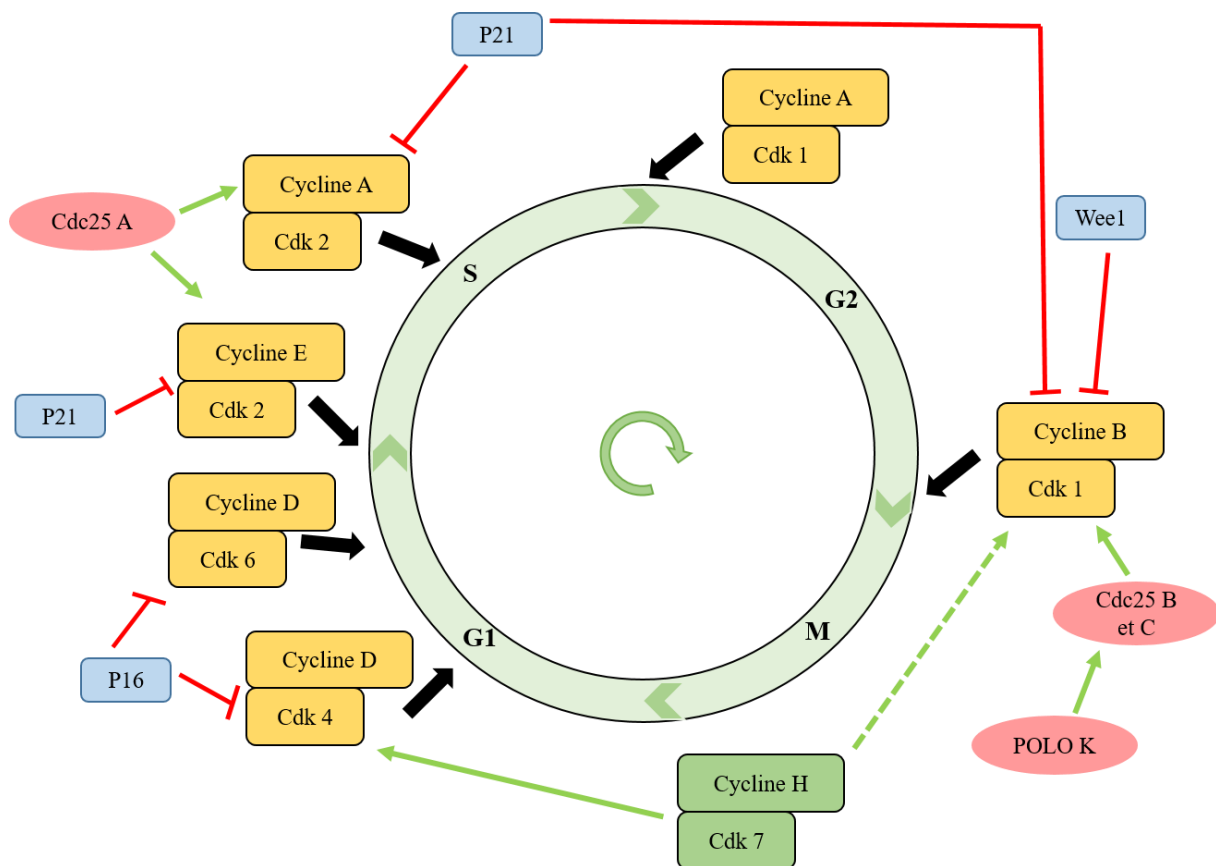 P21
Cycline A
Cdk 1
Cycline A
Cdk 2
Cdc25 A
Wee1
S
G2
Cycline E
Cdk 2
P21
Cycline B
Cdk 1
Cycline D
Cdk 6
Cdc25 B
et C
G1
M
Cycline D
Cdk 4
P16
POLO K
Cycline H
Cdk 7